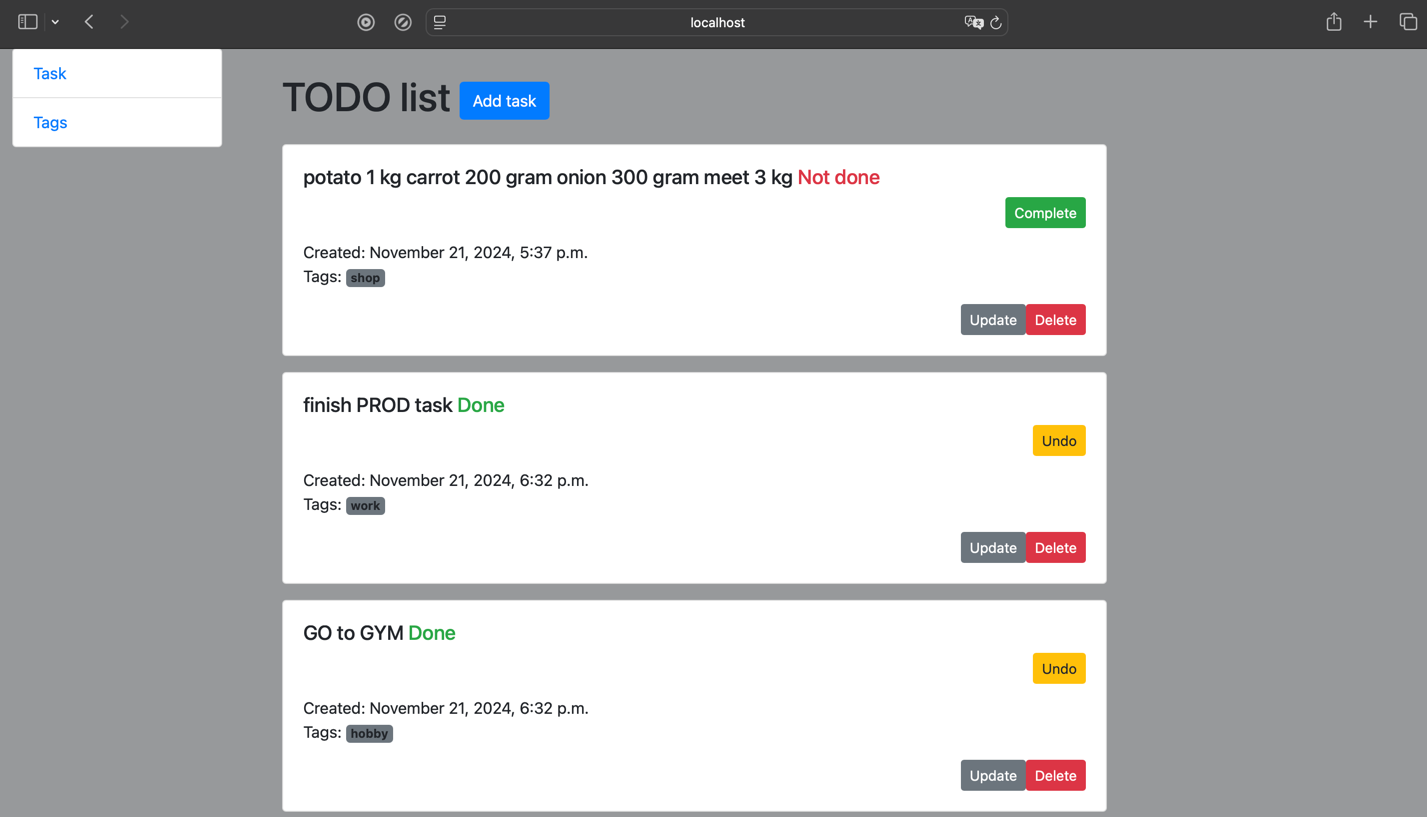 localhost
Task
Tags
TODO list Add task
potato 1 kg carrot 200 gram onion 300 gram meet 3 kg Not done
Complete
Created: November 21, 2024, 5:37 p.m.
Tags: shop
Update Delete
finish PROD task Done
Undo
Created: November 21, 2024, 6:32 p.m.
Tags: work
Update Delete
GO to GYM Done
Undo
Created: November 21, 2024, 6:32 p.m.
Tags: hobby
Update Delete